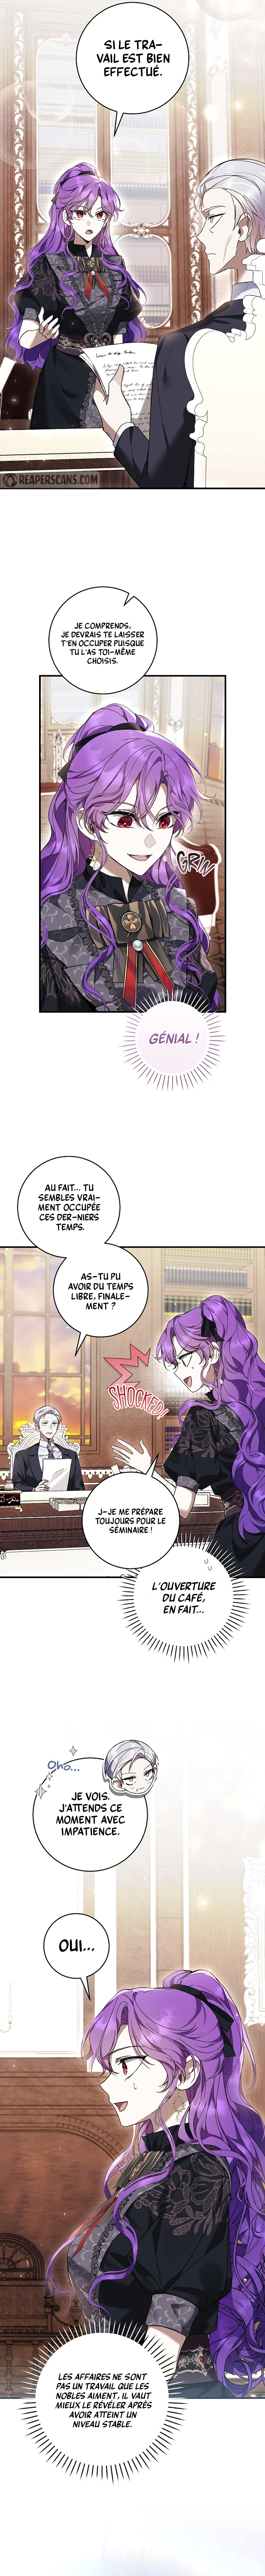 SI LE TRA-
VAIL EST BIEN
EFFECTUÉ.
REAPERSCANS.COM
JE COMPRENDS,
JE DEVRAIS TE LAISSER
T'EN OCCUPER PUISQUE
TU L'AS TOI-MÊME
CHOISIS.
GRIN
GÉNIAL !
AU FAIT... TU
SEMBLES VRAI-
MENT OCCUPÉE
CES DER-NIERS
TEMPS.
AS-TU PU
AVOIR DU TEMPS
LIBRE, FINALE-
MENT ?
SHOCKED!
J-JE ME PRÉPARE
TOUJOURS POUR LE
SÉMINAIRE !
L'OUVERTURE
DU CAFÉ,
EN FAIT...
Oho...
JE VOIS.
J'ATTENDS CE
MOMENT AVEC
IMPATIENCE.
OUI...
LES AFFAIRES NE SONT
PAS UN TRAVAIL QUE LES
NOBLES AIMENT, IL VAUT
MIEUX LE RÉVÉLER APRÈS
AVOIR ATTEINT UN
NIVEAU STABLE.